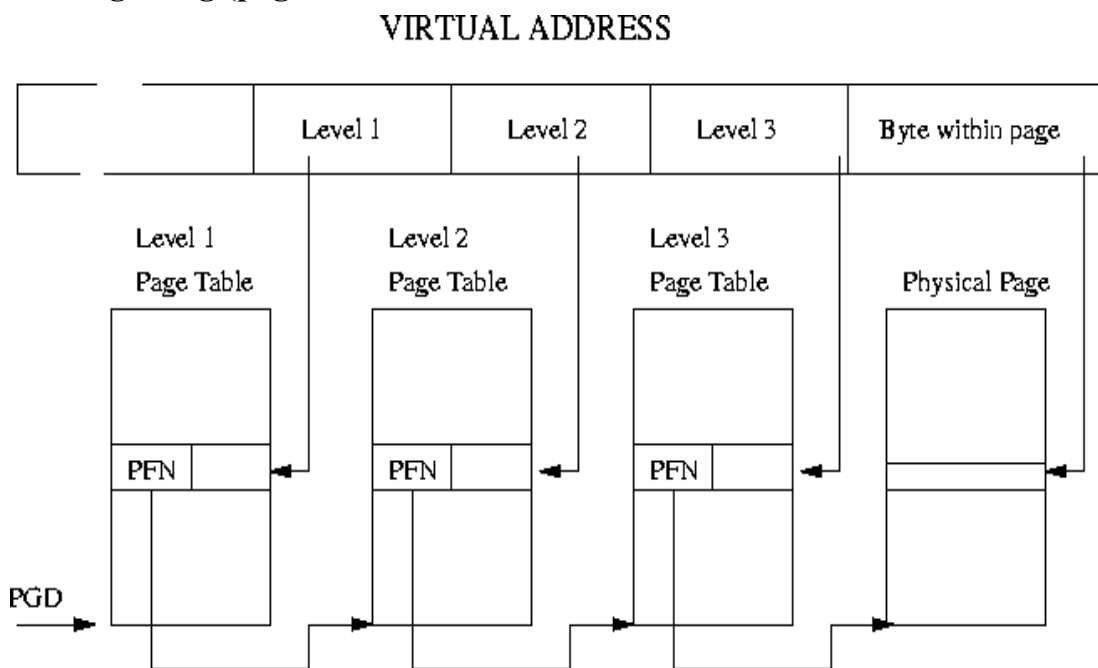 VIRTUAL ADDRESS
Level 1
Level 2
Level 3
Byte within page
Level 1
Page Table
Level 2
Page Table
Level 3
Page Table
Physical Page
PFN
PFN
PFN
PGD